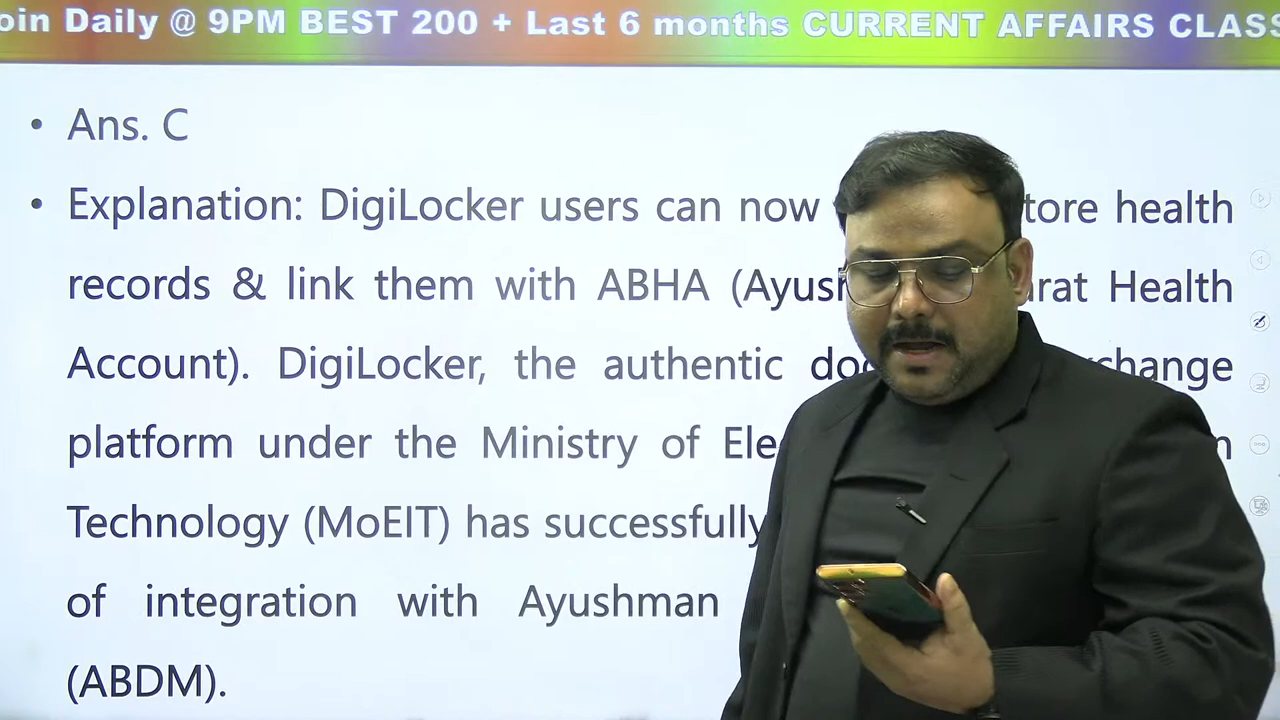 oin Daily @ 9PM BEST 200 + Last 6 months CURRENT AFFAIRS CLASS
• Ans. C
• Explanation: DigiLocker users can now tore health
records & link them with ABHA (Ayush arat Health
Account). DigiLocker, the authentic doc change
platform under the Ministry of Ele n
Technology (MoEIT) has successfully
of integration with Ayushman
(ABDM).